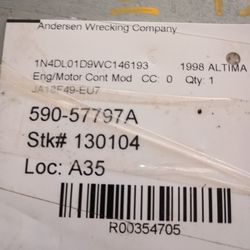 Andersen Wrecking Company
1N4DL01D9WC146193 1998 ALTIMA
Eng/Motor Cont Mod CC: 0 Qty: 1
JA18F49-EU7
590-57797A
Stk# 130104
Loc: A35
R00354705